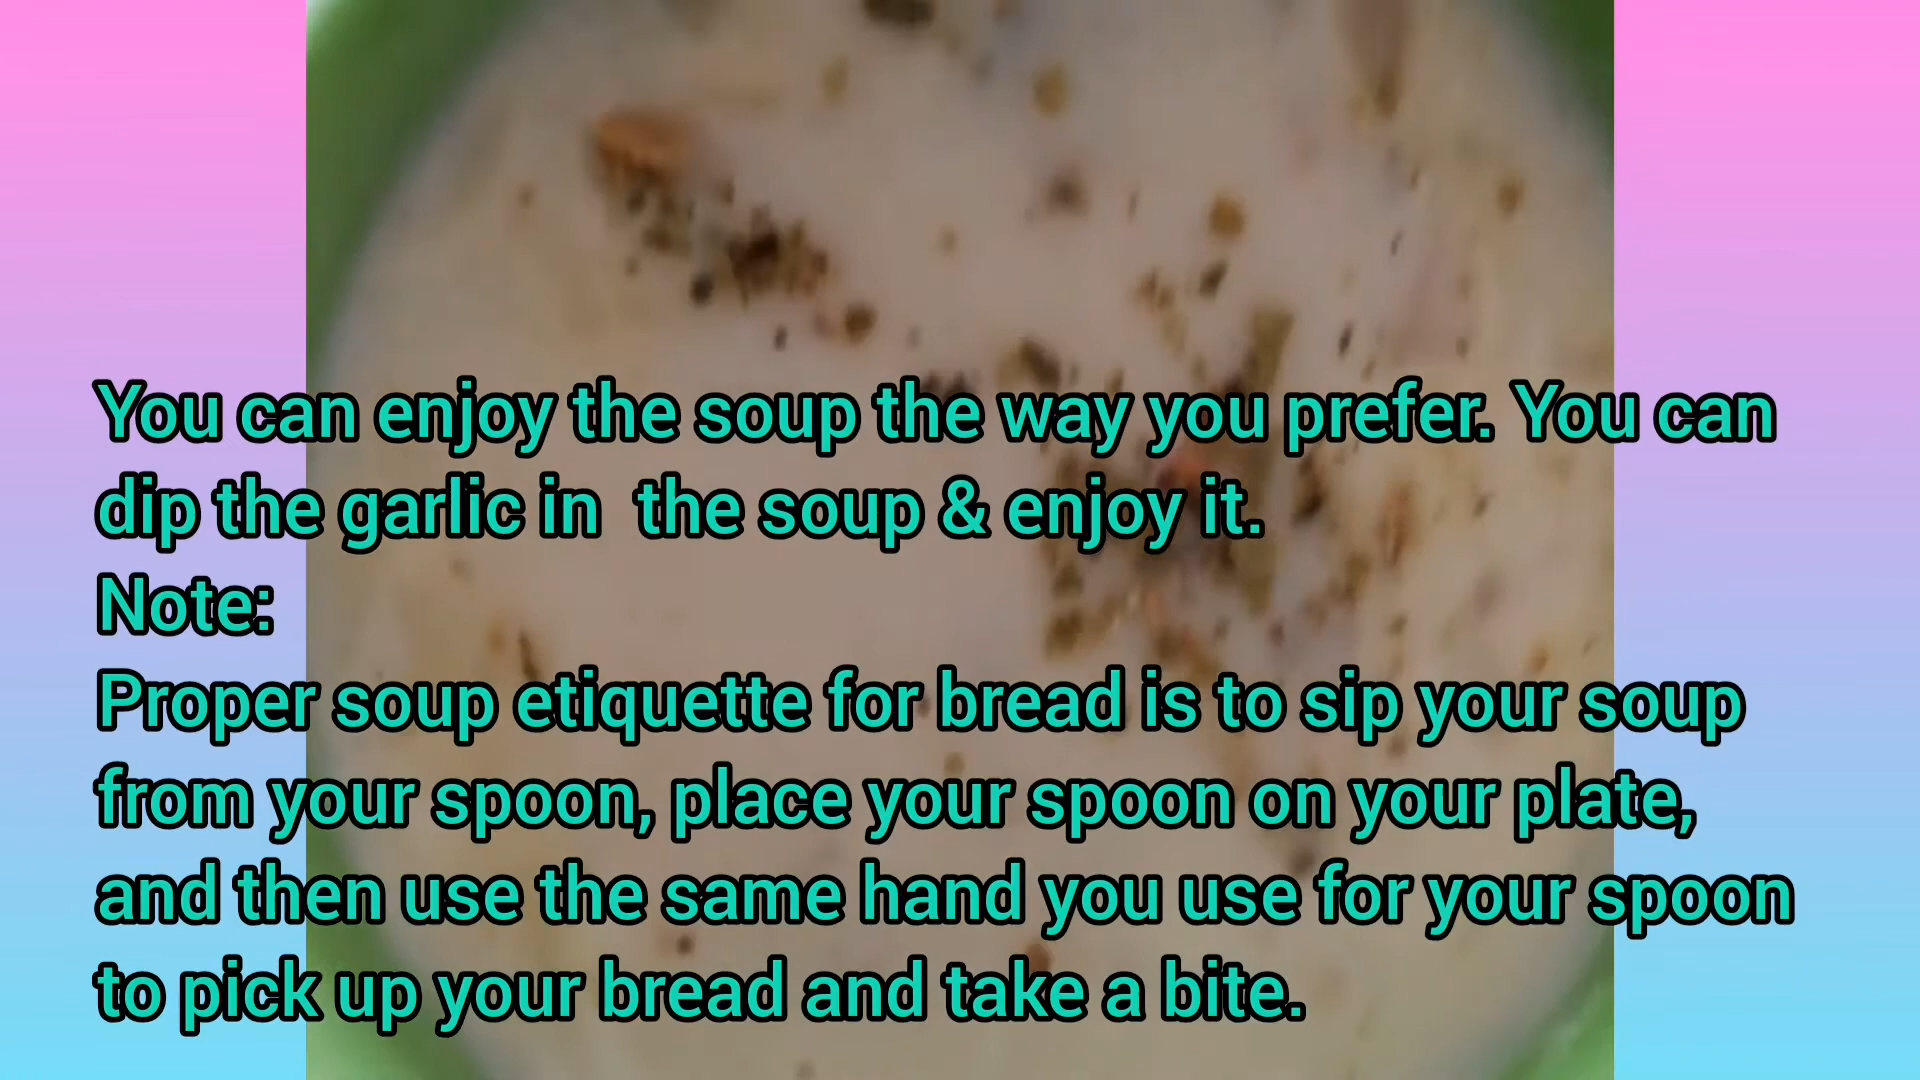 You can enjoy the soup the way you prefer. You can
dip the garlic in  the soup & enjoy it.
Note:
Proper soup etiquette for bread is to sip your soup
from your spoon, place your spoon on your plate,
and then use the same hand you use for your spoon
to pick up your bread and take a bite.